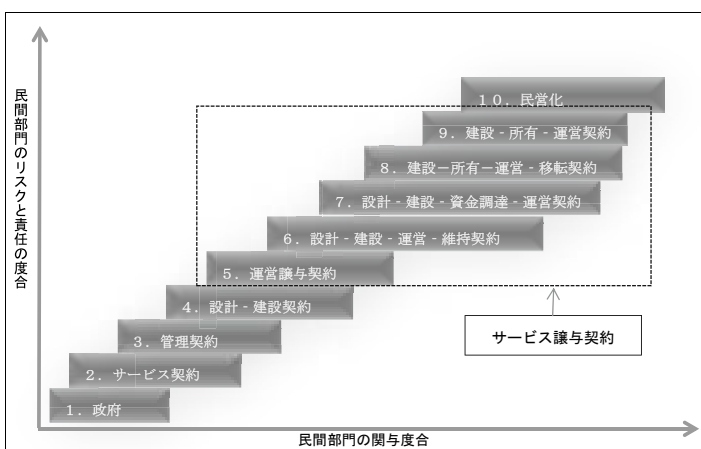 民間部門のリスクと責任の度合
10．民営化
9．建設‐所有‐運営契約
8．建設－所有－運営‐移転契約
7．設計‐建設‐資金調達‐運営契約
6．設計‐建設‐運営‐維持契約
5．運営譲与契約
4．設計‐建設契約
3．管理契約
2．サービス契約
1．政府
サービス譲与契約
民間部門の関与度合